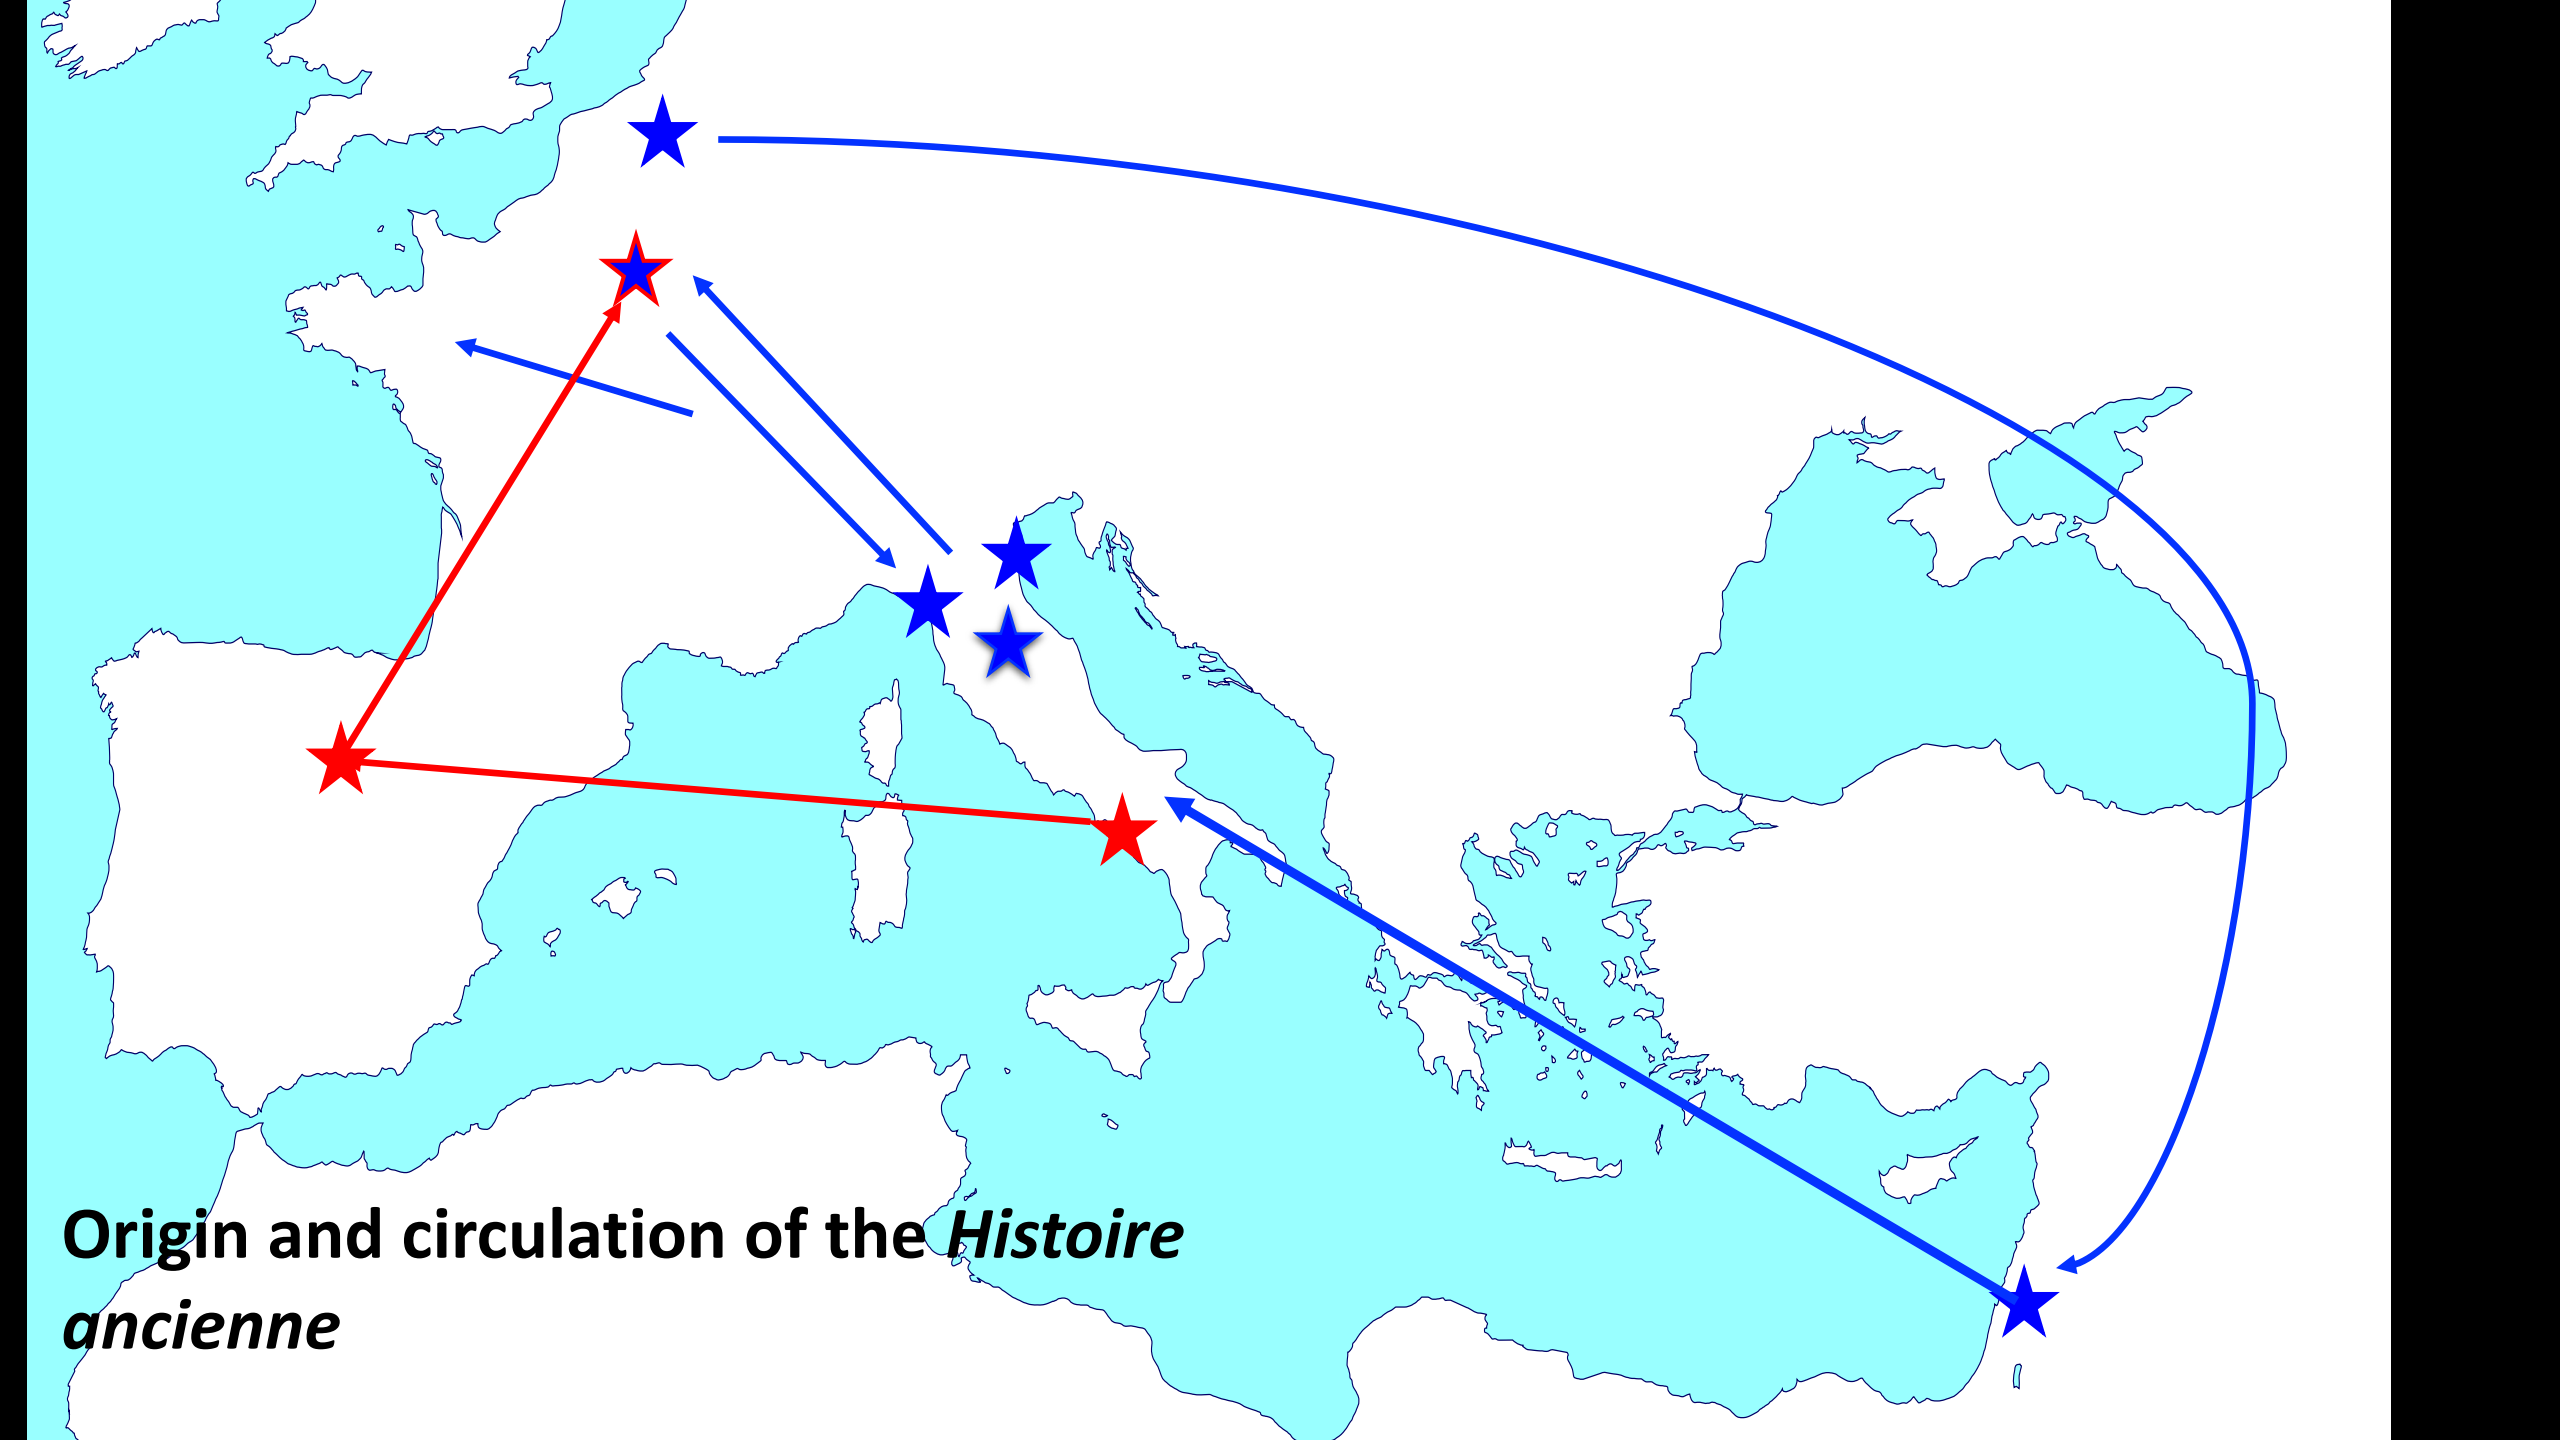 Origin and circulation of the Histoire
ancienne